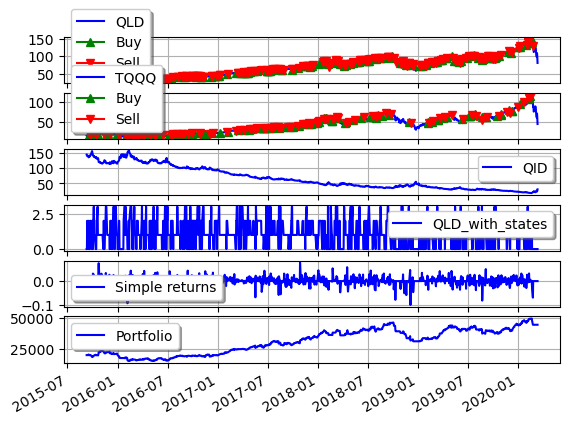 QLD
Buy
Sell
150
100
50
TQQQ
Buy
Sell
100
50
QID
150
100
50
QLD_with_states
2.5
0.0
Simple returns
0.0
−0.1
Portfolio
50000
25000
2015-07
2016-01
2016-07
2017-01
2017-07
2018-01
2018-07
2019-01
2019-07
2020-01